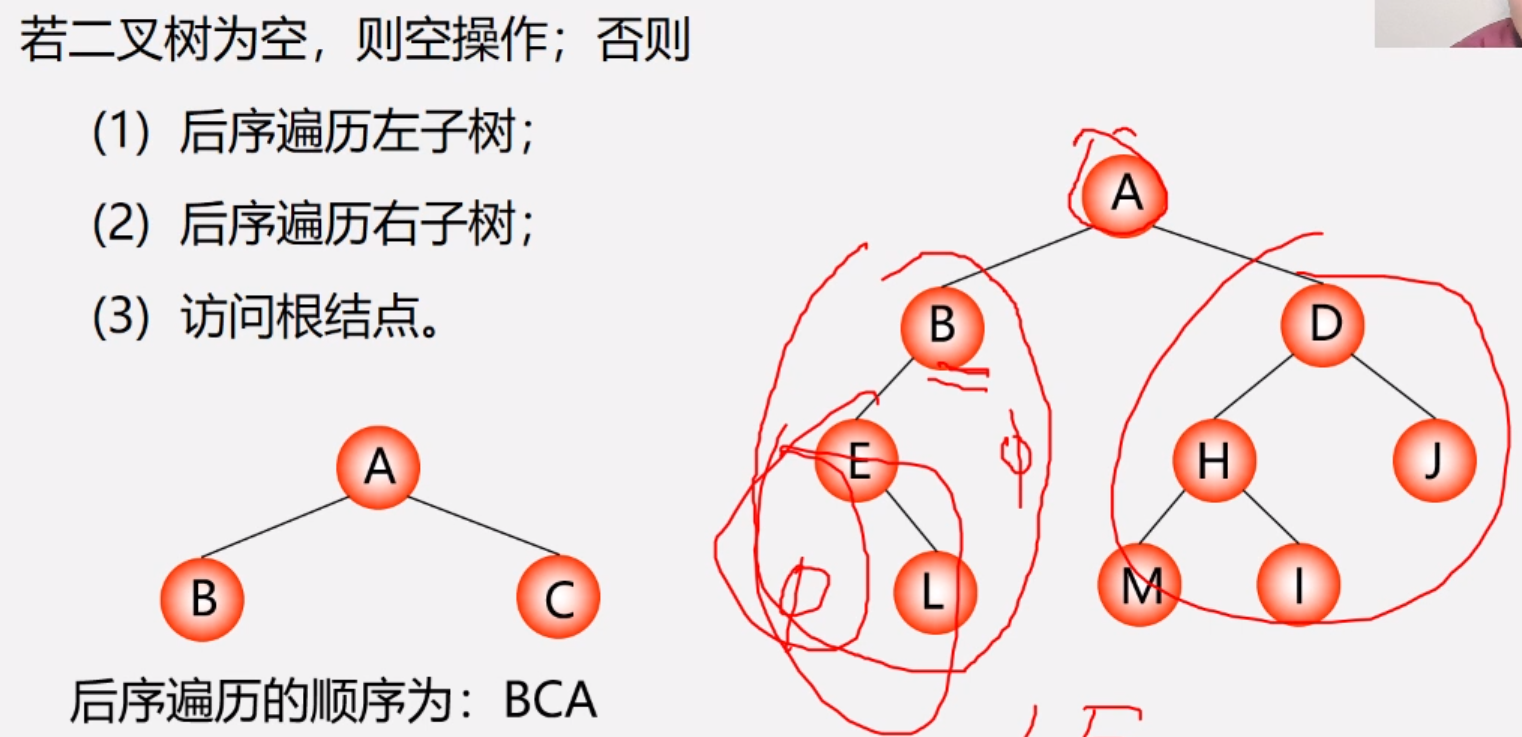 若二叉树为空，则空操作；否则
(1) 后序遍历左子树；
(2) 后序遍历右子树；
(3) 访问根结点。
A
B C
后序遍历的顺序为：BCA
A
B D
E H J
L M I